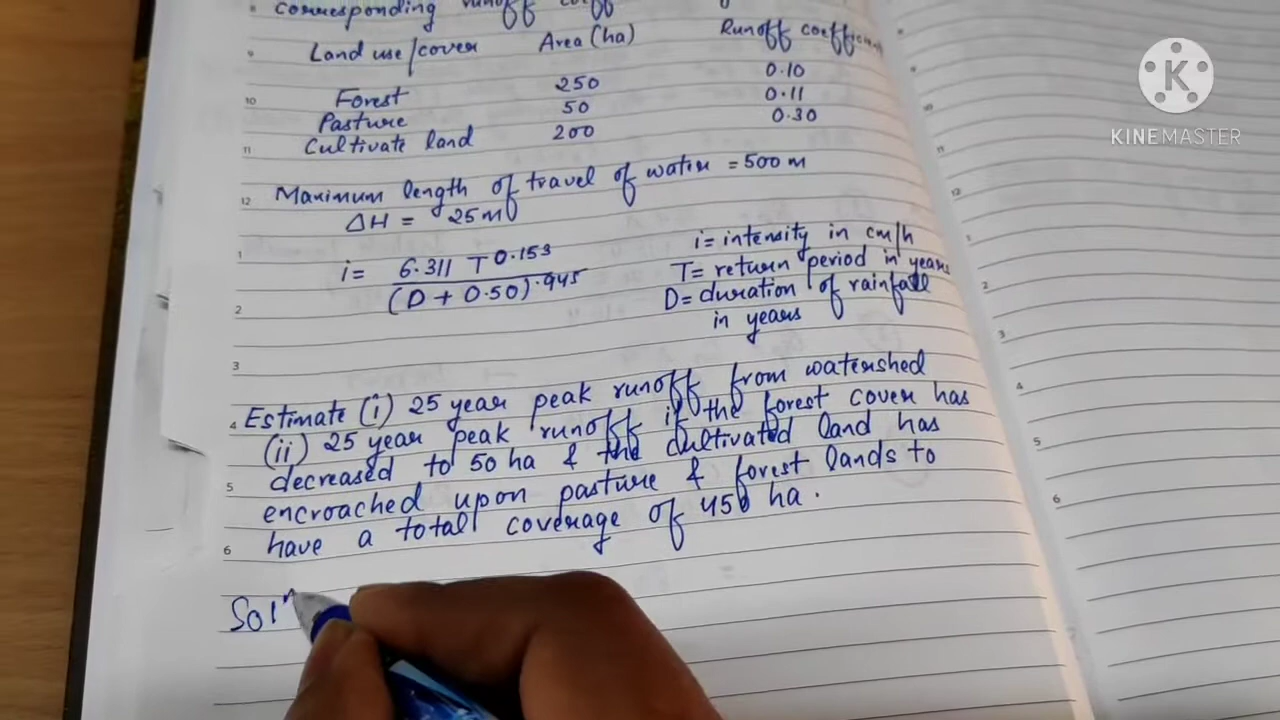 corresponding runoff coeff
Land use/cover Area (ha) Runoff coefficient
Forest 250 0.10
Pasture 50 0.11
Cultivate land 200 0.30
Maximum length of travel of water = 500 m
ΔH = 25 m
i = 6.311 T^0.153 / (D + 0.50)^.945
i = intensity in cm/h
T = return period in years
D = duration of rainfall
in years
Estimate (i) 25 year peak runoff from watershed
(ii) 25 year peak runoff if the forest cover has
decreased to 50 ha & the cultivated land has
encroached upon pasture & forest lands to
have a total coverage of 450 ha.
Solⁿ
K
KINEMASTER